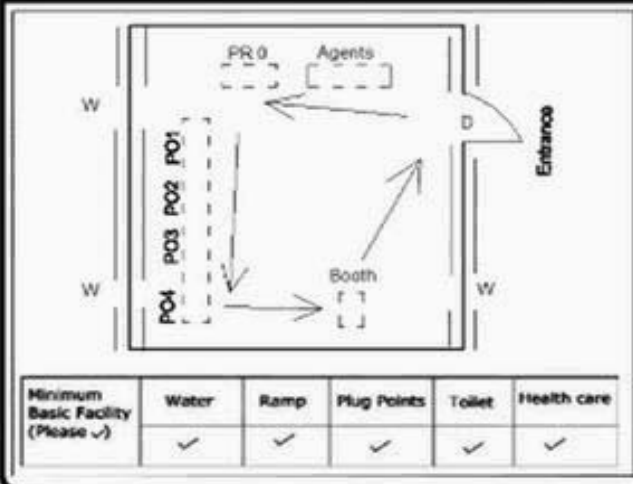 PR 0 Agents
W
D
Entrance
PO1
PO2
PO3
PO4
Booth
W
W
Minimum Basic Facility (Please ✓) Water Ramp Plug Points Toilet Health care
✓ ✓ ✓ ✓ ✓